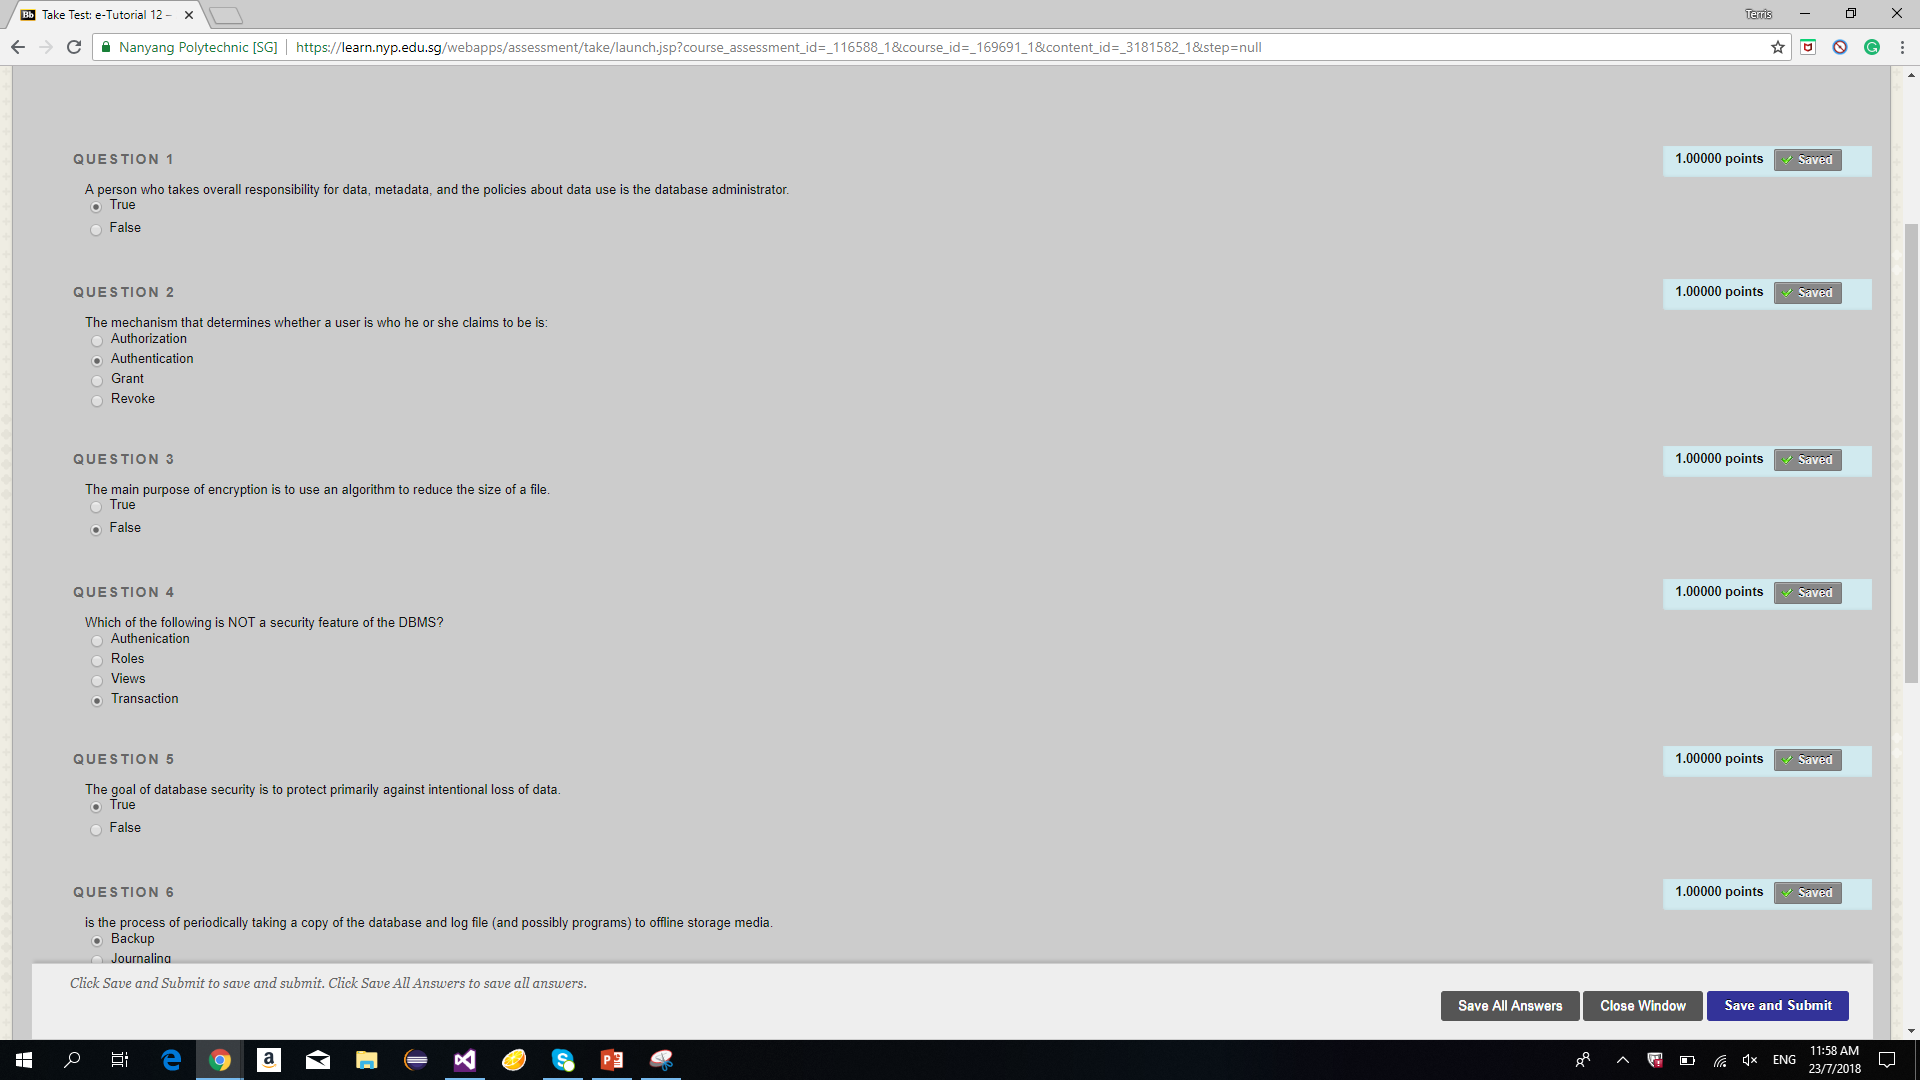 Take Test: e-Tutorial 12 –
Terris
Nanyang Polytechnic [SG]
https://learn.nyp.edu.sg/webapps/assessment/take/launch.jsp?course_assessment_id=_116588_1&course_id=_169691_1&content_id=_3181582_1&step=null
QUESTION 1
1.00000 points
Saved
A person who takes overall responsibility for data, metadata, and the policies about data use is the database administrator.
True
False
QUESTION 2
1.00000 points
Saved
The mechanism that determines whether a user is who he or she claims to be is:
Authorization
Authentication
Grant
Revoke
QUESTION 3
1.00000 points
Saved
The main purpose of encryption is to use an algorithm to reduce the size of a file.
True
False
QUESTION 4
1.00000 points
Saved
Which of the following is NOT a security feature of the DBMS?
Authenication
Roles
Views
Transaction
QUESTION 5
1.00000 points
Saved
The goal of database security is to protect primarily against intentional loss of data.
True
False
QUESTION 6
1.00000 points
Saved
is the process of periodically taking a copy of the database and log file (and possibly programs) to offline storage media.
Backup
Journaling
Click Save and Submit to save and submit. Click Save All Answers to save all answers.
Save All Answers
Close Window
Save and Submit
ENG
11:58 AM
23/7/2018